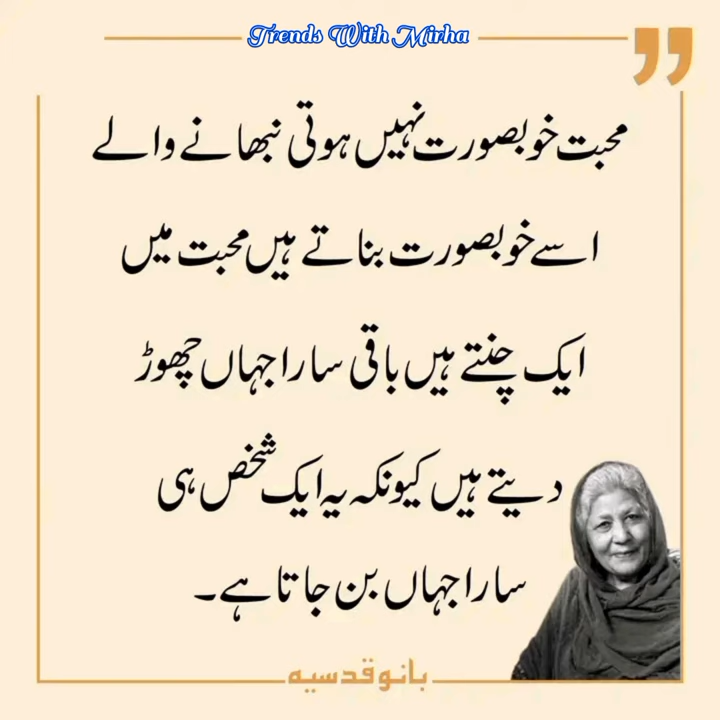 Trends With Mirha
محبت خوبصورت نہیں ہوتی نبھانے والے
اسے خوبصورت بناتے ہیں محبت میں
ایک چنتے ہیں باقی سارا جہاں چھوڑ
دیتے ہیں کیونکہ یہ ایک شخص ہی
سارا جہاں بن جاتا ہے۔
بانو قدسیہ